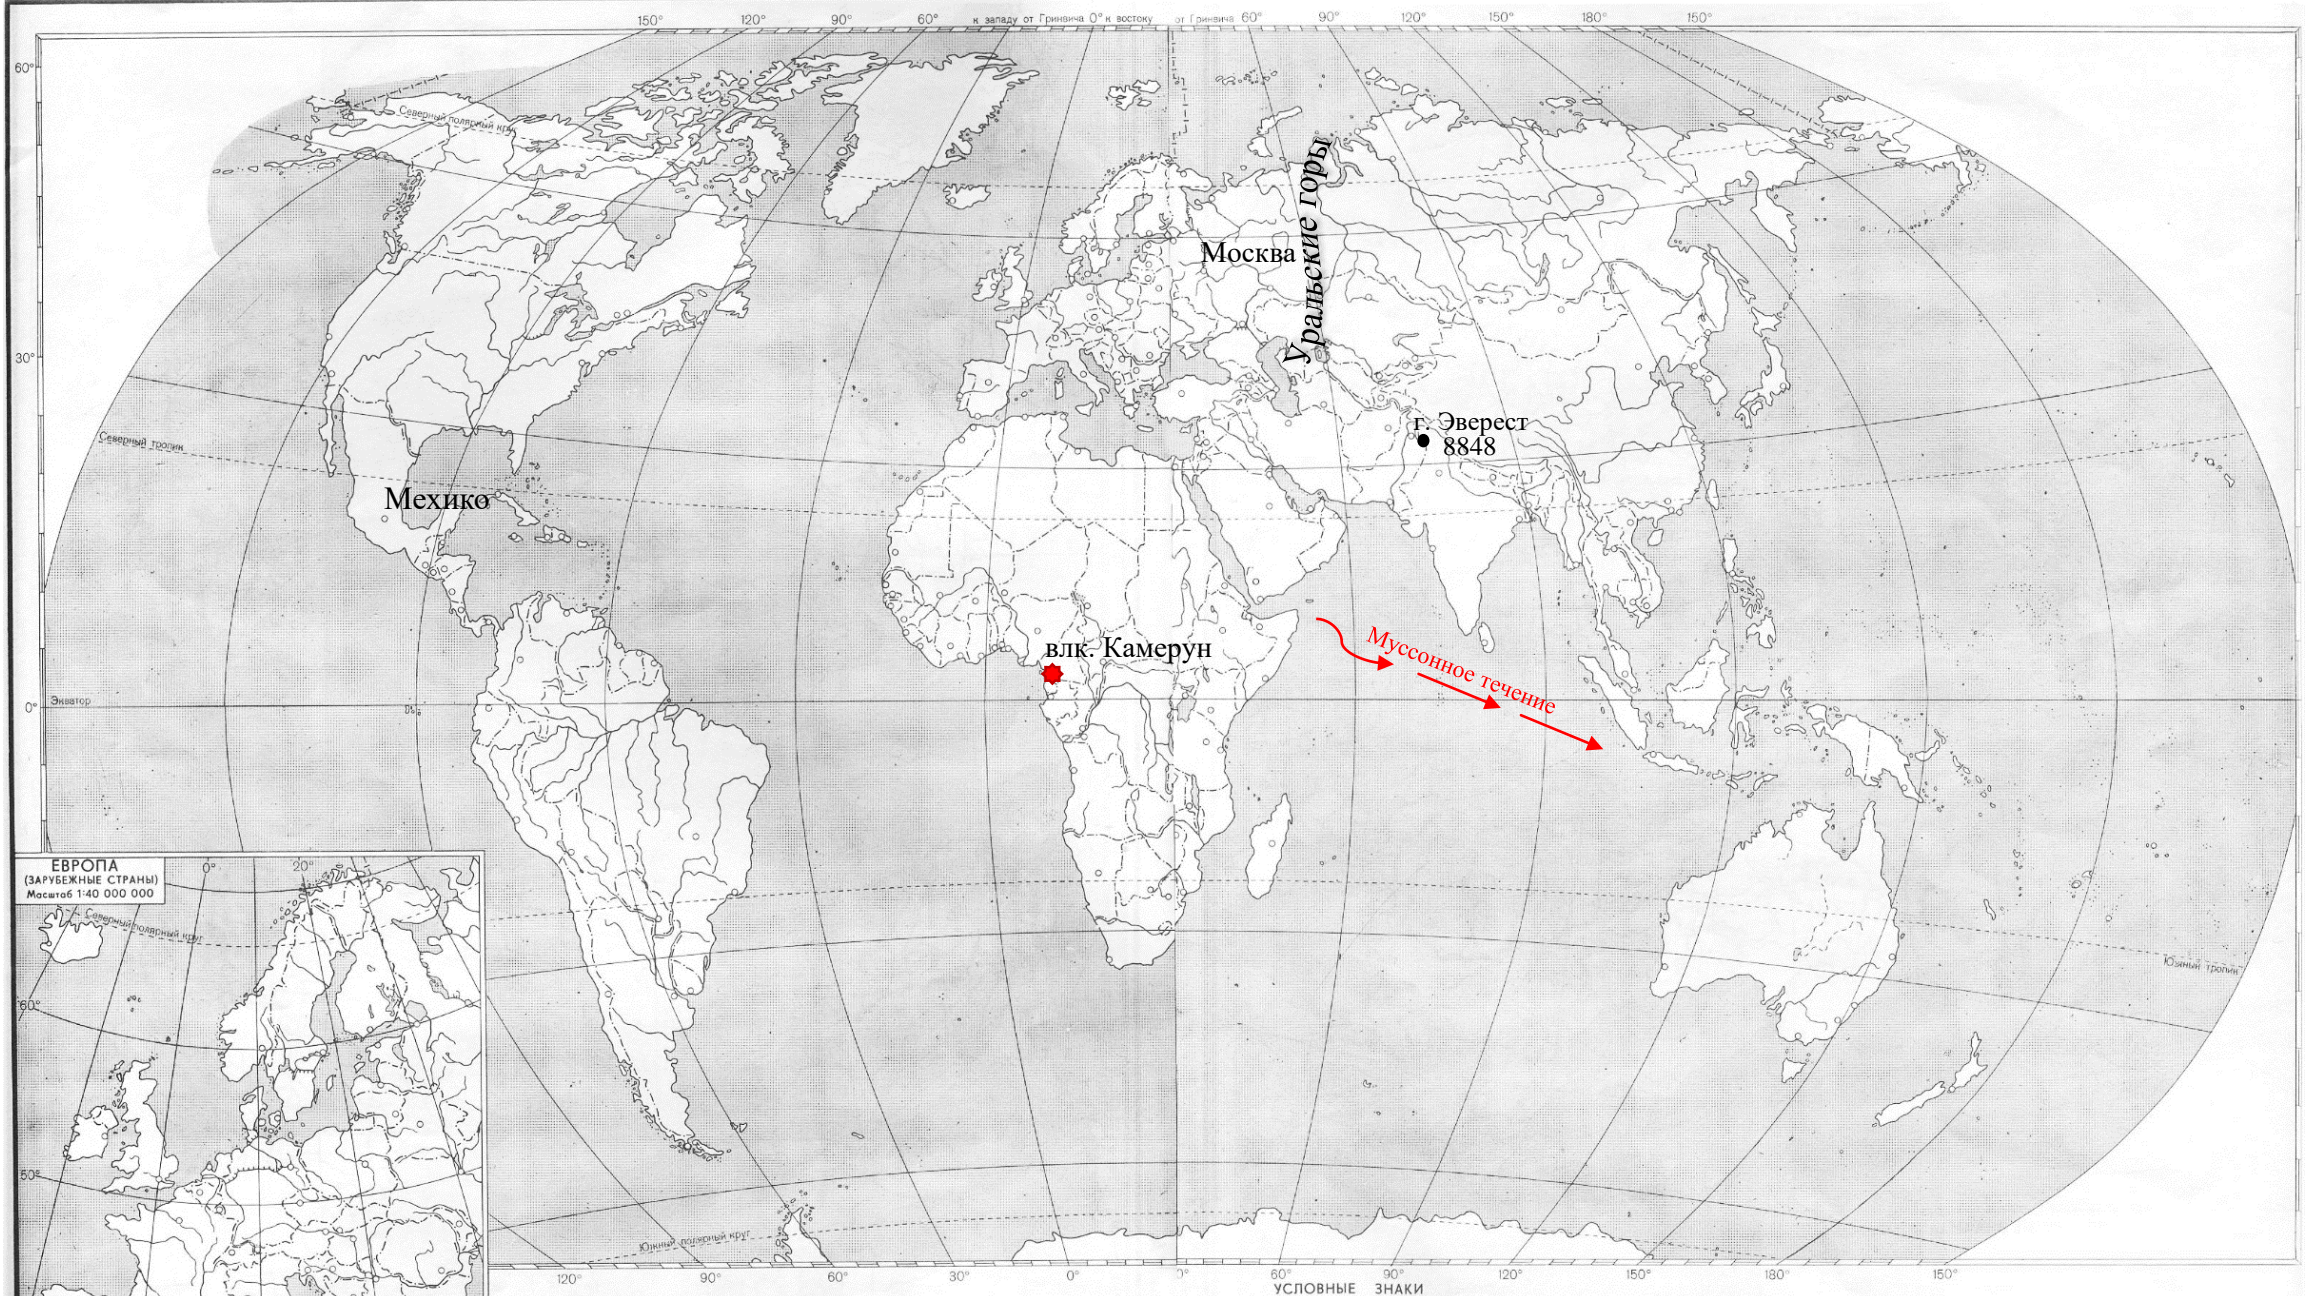 150° 120° 90° 60° к западу от Гринвича 0° к востоку от Гринвича 60° 90° 120° 150° 180° 150°
60°
Северный полярный круг
Уральские горы
Москва
30°
г. Эверест
8848
Северный тропик
Мехико
Муссонное течение
влк. Камерун
0°
Экватор
ЕВРОПА
(ЗАРУБЕЖНЫЕ СТРАНЫ)
Масштаб 1:40 000 000
0° 20°
Северный полярный круг
Южный тропик
60°
50°
Южный полярный круг
120° 90° 60° 30° 0° 60° 90° 120° 150° 180° 150°
УСЛОВНЫЕ ЗНАКИ